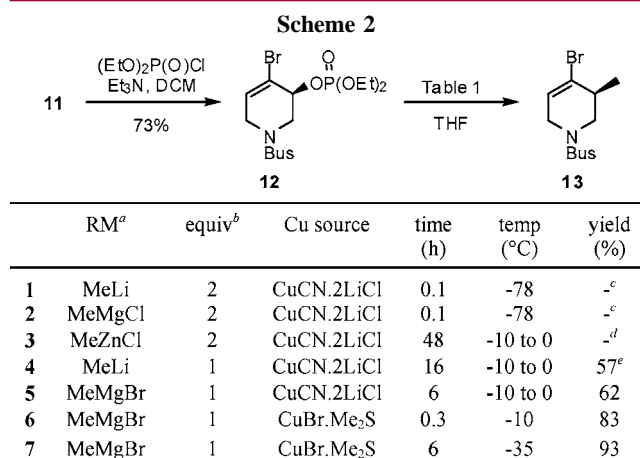 Scheme 2
(EtO)₂P(O)Cl
Et₃N, DCM
11
73%
Br
O
OP(OEt)₂
N
Bus
12
Table 1
THF
Br
N
Bus
13
RMᵃ equivᵇ Cu source time (h) temp (°C) yield (%)
1 MeLi 2 CuCN.2LiCl 0.1 -78 -ᶜ
2 MeMgCl 2 CuCN.2LiCl 0.1 -78 -ᶜ
3 MeZnCl 2 CuCN.2LiCl 48 -10 to 0 -ᵈ
4 MeLi 1 CuCN.2LiCl 16 -10 to 0 57ᵉ
5 MeMgBr 1 CuCN.2LiCl 6 -10 to 0 62
6 MeMgBr 1 CuBr.Me₂S 0.3 -10 83
7 MeMgBr 1 CuBr.Me₂S 6 -35 93